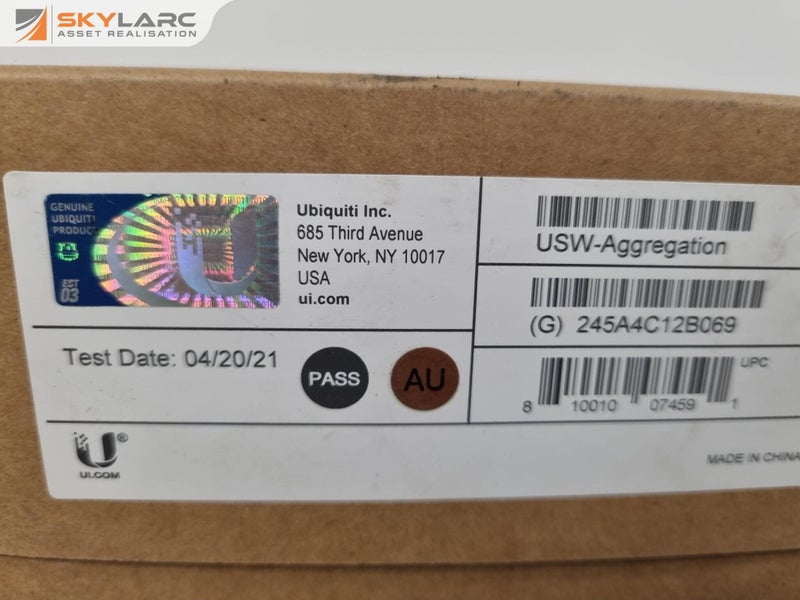 SKYLARC
ASSET REALISATION
GENUINE
UBIQUITI
PRODUCT
EST
03
Ubiquiti Inc.
685 Third Avenue
New York, NY 10017
USA
ui.com
USW-Aggregation
(G) 245A4C12B069
Test Date: 04/20/21
PASS
AU
UPC
8 10010 07459 1
U®
UI.COM
MADE IN CHINA